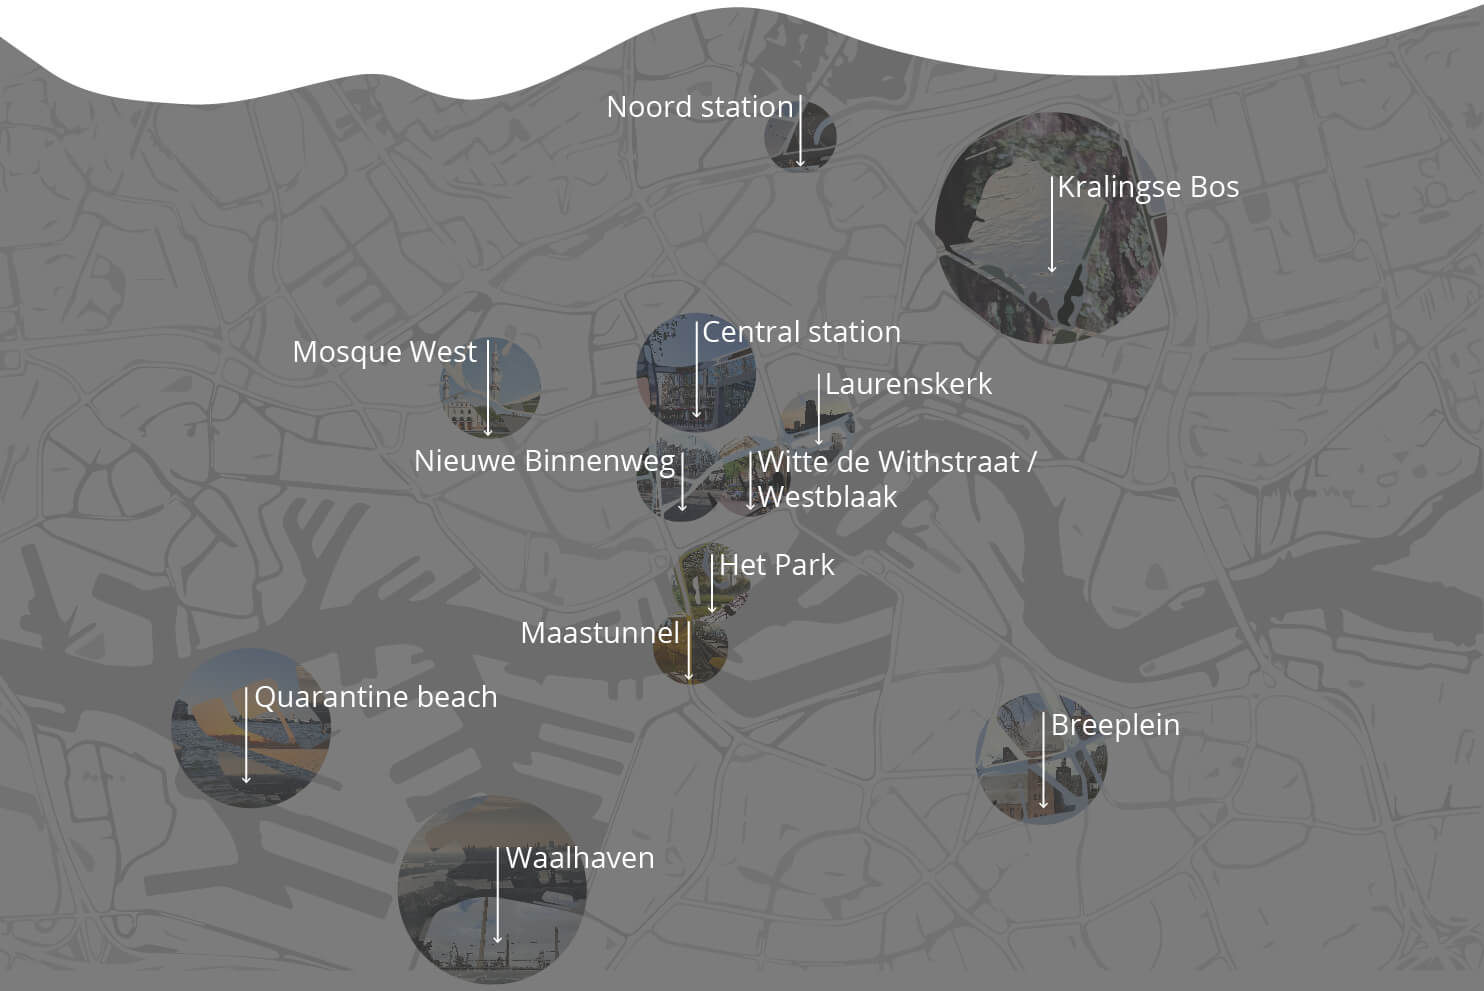 Noord station
Kralingse Bos
Central station
Mosque West
Laurenskerk
Nieuwe Binnenweg
Witte de Withstraat /
Westblaak
Het Park
Maastunnel
Quarantine beach
Breeplein
Waalhaven